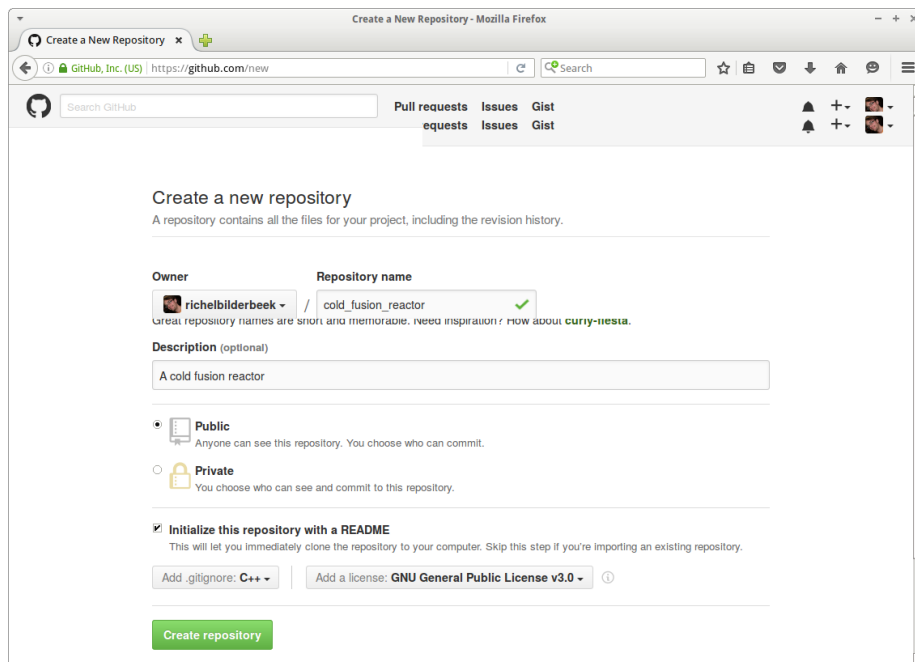 Create a New Repository - Mozilla Firefox
Create a New Repository
GitHub, Inc. (US) https://github.com/new Search
Search GitHub Pull requests Issues Gist
equests Issues Gist
Create a new repository
A repository contains all the files for your project, including the revision history.
Owner Repository name
richelbilderbeek / cold_fusion_reactor
Great repository names are short and memorable. Need inspiration? How about curly-fiesta.
Description (optional)
A cold fusion reactor
Public
Anyone can see this repository. You choose who can commit.
Private
You choose who can see and commit to this repository.
Initialize this repository with a README
This will let you immediately clone the repository to your computer. Skip this step if you're importing an existing repository.
Add .gitignore: C++ Add a license: GNU General Public License v3.0
Create repository